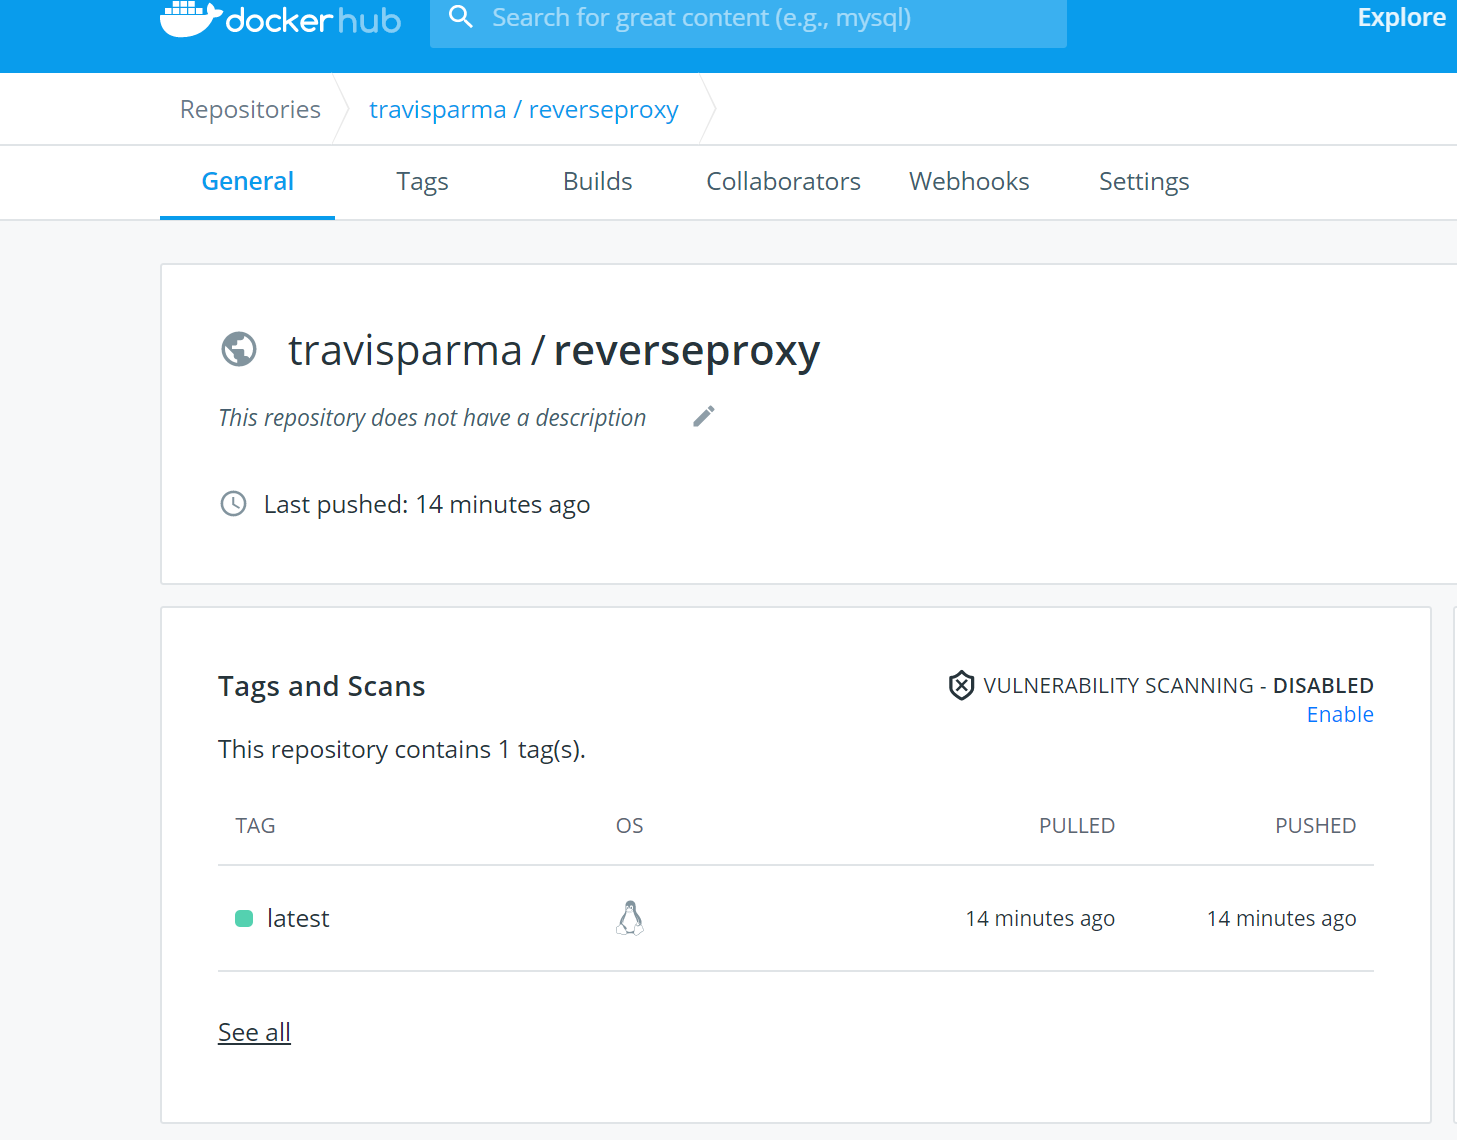 dockerhub Search for great content (e.g., mysql) Explore
Repositories travisparma / reverseproxy
General Tags Builds Collaborators Webhooks Settings
travisparma / reverseproxy
This repository does not have a description
Last pushed: 14 minutes ago
Tags and Scans VULNERABILITY SCANNING - DISABLED
Enable
This repository contains 1 tag(s).
TAG OS PULLED PUSHED
latest 14 minutes ago 14 minutes ago
See all